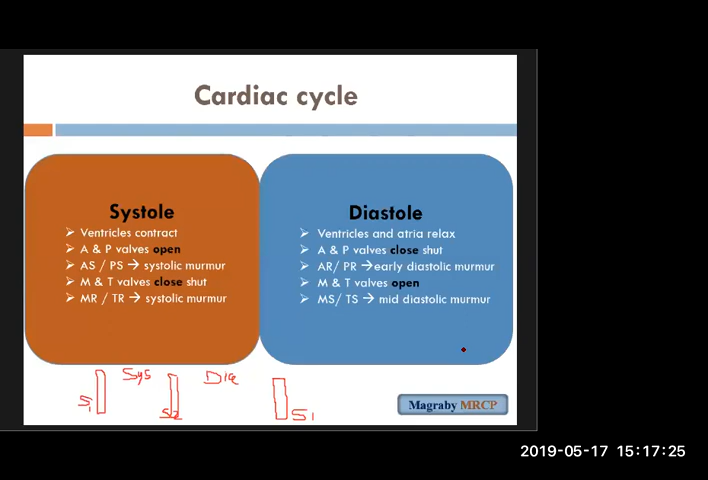 Cardiac cycle
Systole
➢ Ventricles contract
➢ A & P valves open
➢ AS / PS → systolic murmur
➢ M & T valves close shut
➢ MR / TR → systolic murmur
Diastole
➢ Ventricles and atria relax
➢ A & P valves close shut
➢ AR/ PR →early diastolic murmur
➢ M & T valves open
➢ MS/ TS → mid diastolic murmur
Sys Dia
S1 S2 S1
Magraby MRCP
2019-05-17 15:17:25